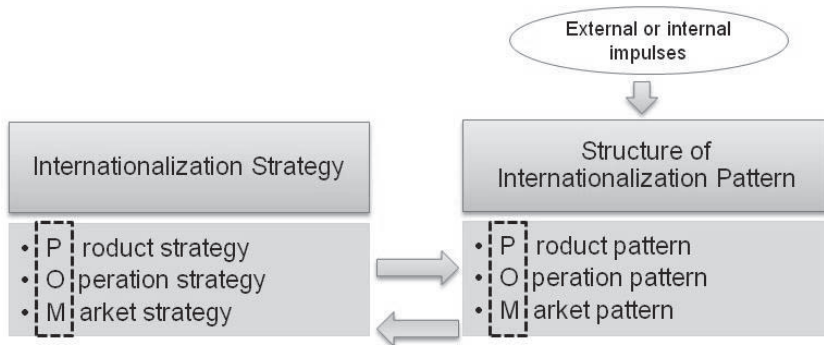 External or internal
impulses
Internationalization Strategy
Structure of
Internationalization Pattern
• P roduct strategy
• O peration strategy
• M arket strategy
• P roduct pattern
• O peration pattern
• M arket pattern